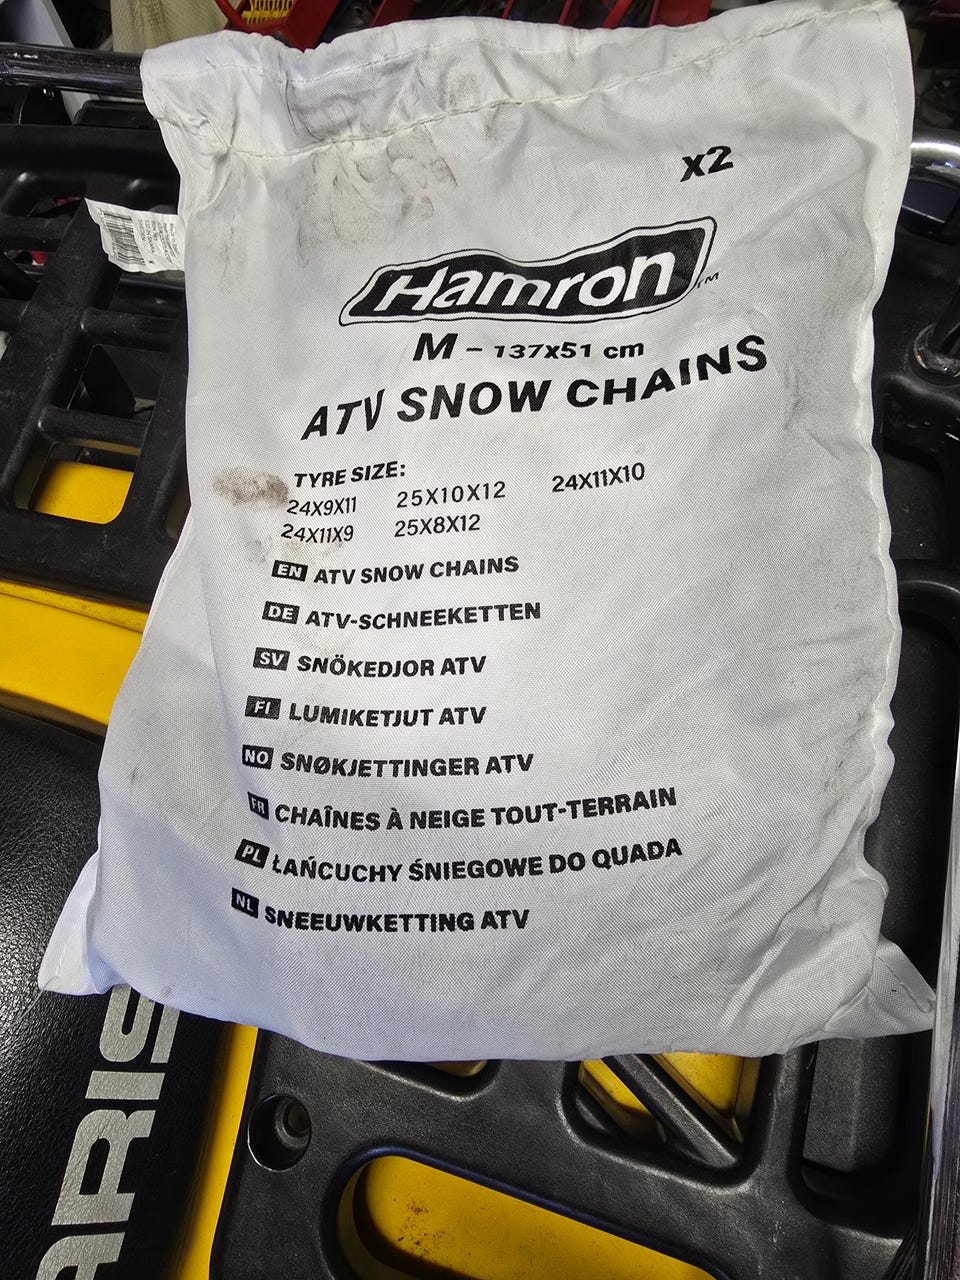 X2
Hamron™
M - 137x51 cm
ATV SNOW CHAINS
TYRE SIZE:
24X9X11 25X10X12 24X11X10
24X11X9 25X8X12
EN ATV SNOW CHAINS
DE ATV-SCHNEEKETTEN
SV SNÖKEDJOR ATV
FI LUMIKETJUT ATV
NO SNØKJETTINGER ATV
FR CHAÎNES À NEIGE TOUT-TERRAIN
PL ŁAŃCUCHY ŚNIEGOWE DO QUADA
NL SNEEUWKETTING ATV
ARIS